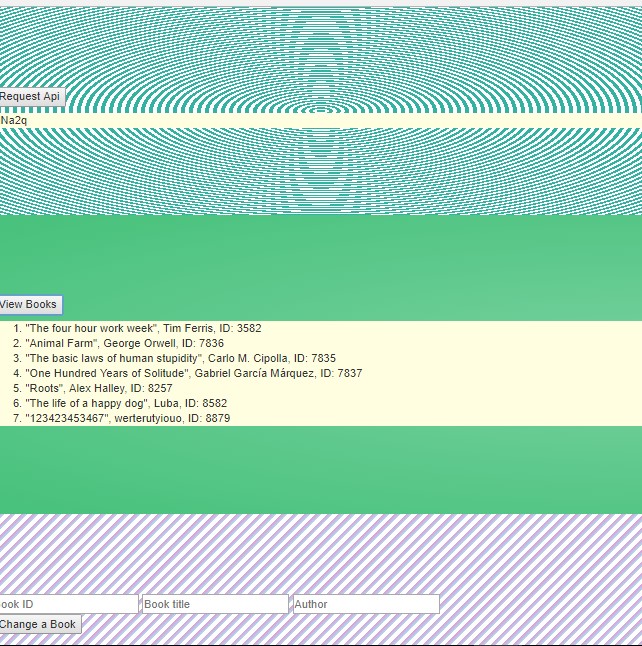 Request Api
Na2q
View Books
1. "The four hour work week", Tim Ferris, ID: 3582
2. "Animal Farm", George Orwell, ID: 7836
3. "The basic laws of human stupidity", Carlo M. Cipolla, ID: 7835
4. "One Hundred Years of Solitude", Gabriel García Márquez, ID: 7837
5. "Roots", Alex Halley, ID: 8257
6. "The life of a happy dog", Luba, ID: 8582
7. "123423453467", werterutyiouo, ID: 8879
ook ID Book title Author
Change a Book